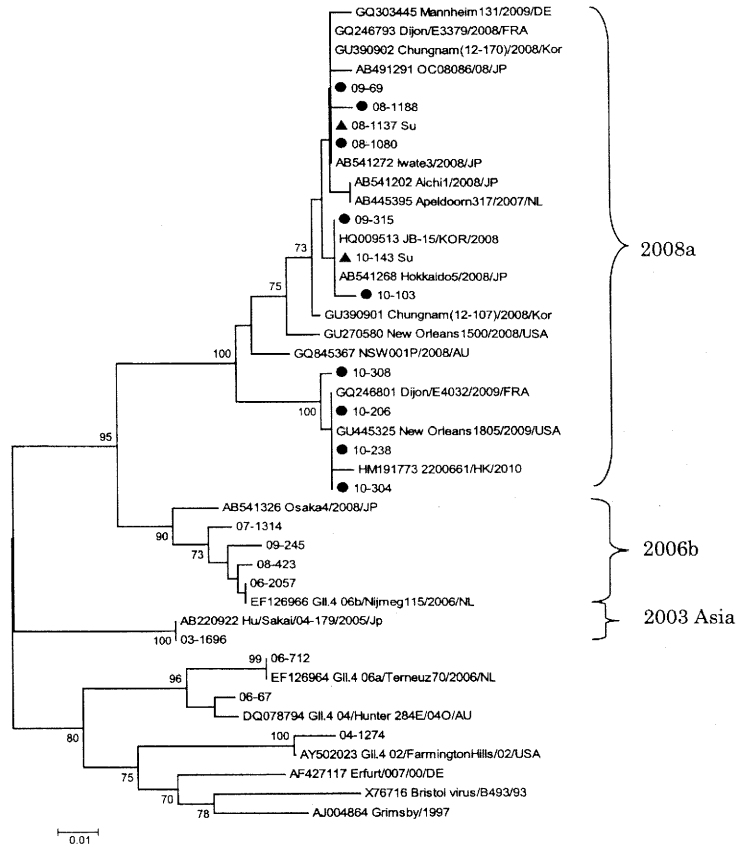 GQ303445 Mannheim131/2009/DE
GQ246793 Dijon/E3379/2008/FRA
GU390902 Chungnam(12-170)/2008/Kor
AB491291 OC08086/08/JP
09-69
08-1188
08-1137 Su
08-1080
AB541272 Iwate3/2008/JP
AB541202 Aichi1/2008/JP
AB445395 Apeldoorn317/2007/NL
09-315
HQ009513 JB-15/KOR/2008
73
2008a
10-143 Su
AB541268 Hokkaido5/2008/JP
75
10-103
GU390901 Chungnam(12-107)/2008/Kor
GU270580 New Orleans1500/2008/USA
GQ845367 NSW001P/2008/AU
100
10-308
GQ246801 Dijon/E4032/2009/FRA
100
10-206
GU445325 New Orleans1805/2009/USA
95
10-238
HM191773 2200661/HK/2010
10-304
AB541326 Osaka4/2008/JP
07-1314
90
73
09-245
2006b
08-423
06-2057
EF126966 GII.4 06b/Nijmeg115/2006/NL
AB220922 Hu/Sakai/04-179/2005/Jp
2003 Asia
100
03-1696
99
06-712
EF126964 GII.4 06a/Terneuz70/2006/NL
96
06-67
DQ078794 GII.4 04/Hunter 284E/04O/AU
80
100
04-1274
AY502023 GII.4 02/FarmingtonHills/02/USA
75
AF427117 Erfurt/007/00/DE
70
X76716 Bristol virus/B493/93
78
AJ004864 Grimsby/1997
0.01